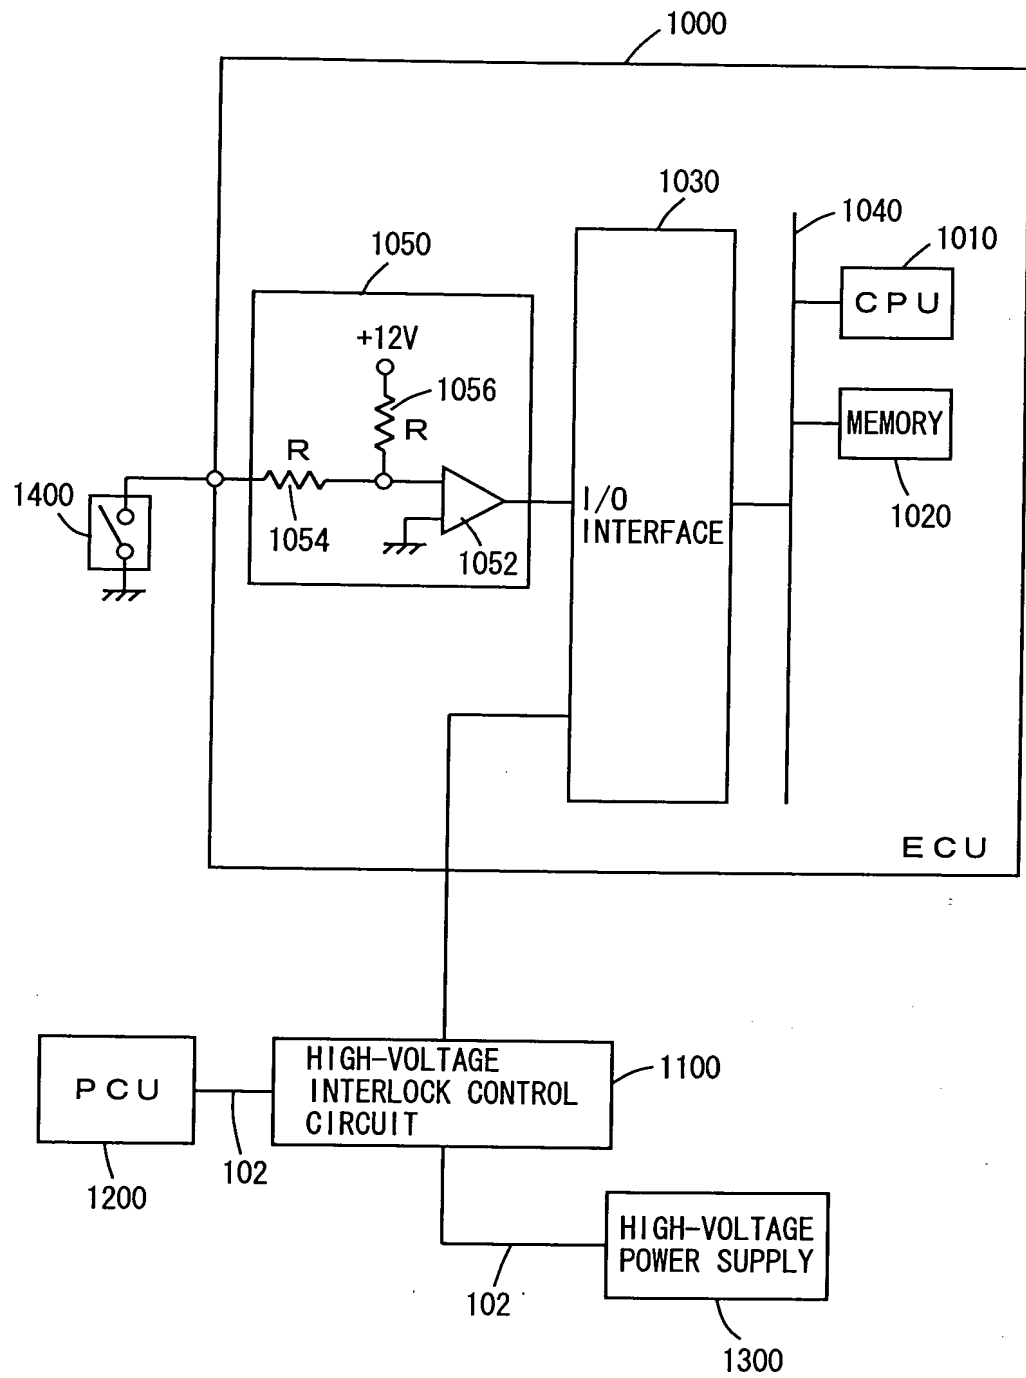 1000
1030
1040
1010
CPU
1050
+12V
1056
R
R
MEMORY
1020
1400
1054
1052
I/O
INTERFACE
ECU
HIGH-VOLTAGE
INTERLOCK CONTROL
CIRCUIT
1100
PCU
102
1200
HIGH-VOLTAGE
POWER SUPPLY
102
1300